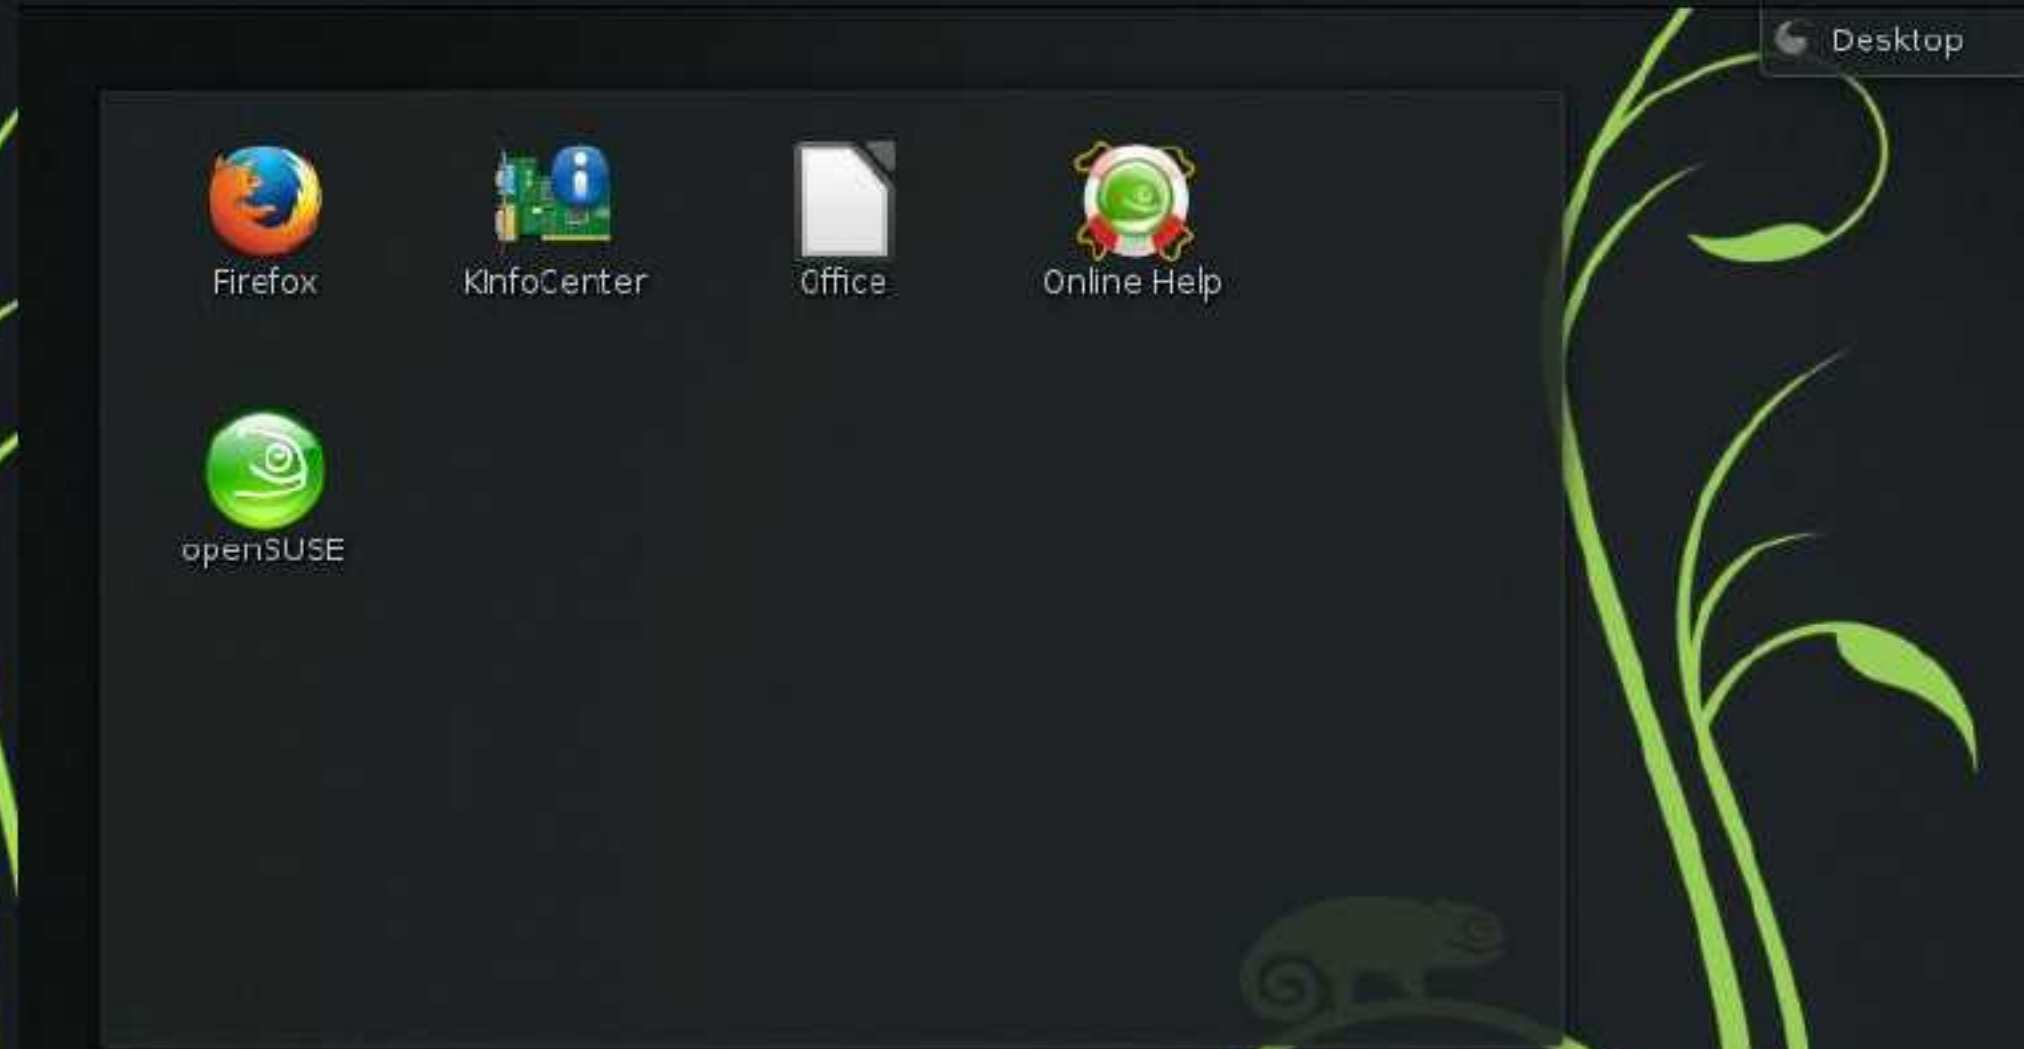 Desktop
Firefox
KInfoCenter
Office
Online Help
openSUSE